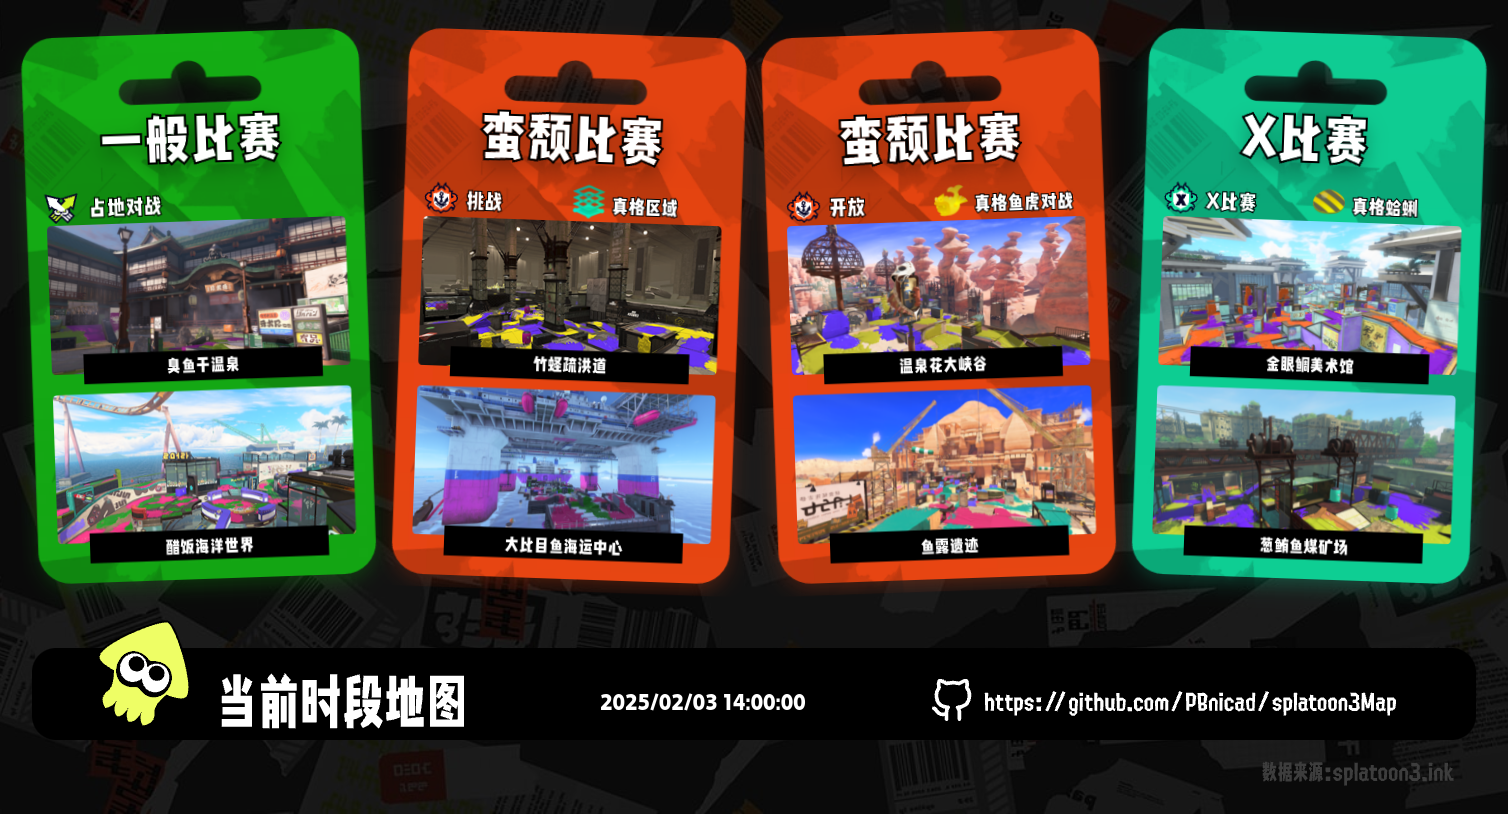 一般比赛
占地对战
臭鱼干温泉
醋饭海洋世界
蛮颓比赛
挑战
真格区域
竹蛏疏洪道
大比目鱼海运中心
蛮颓比赛
开放
真格鱼虎对战
温泉花大峡谷
鱼露遗迹
X比赛
X比赛
真格蛤蜊
金眼鲷美术馆
葱鲔鱼煤矿场
当前时段地图
2025/02/03 14:00:00
https://github.com/PBnicad/splatoon3Map
数据来源:splatoon3.ink